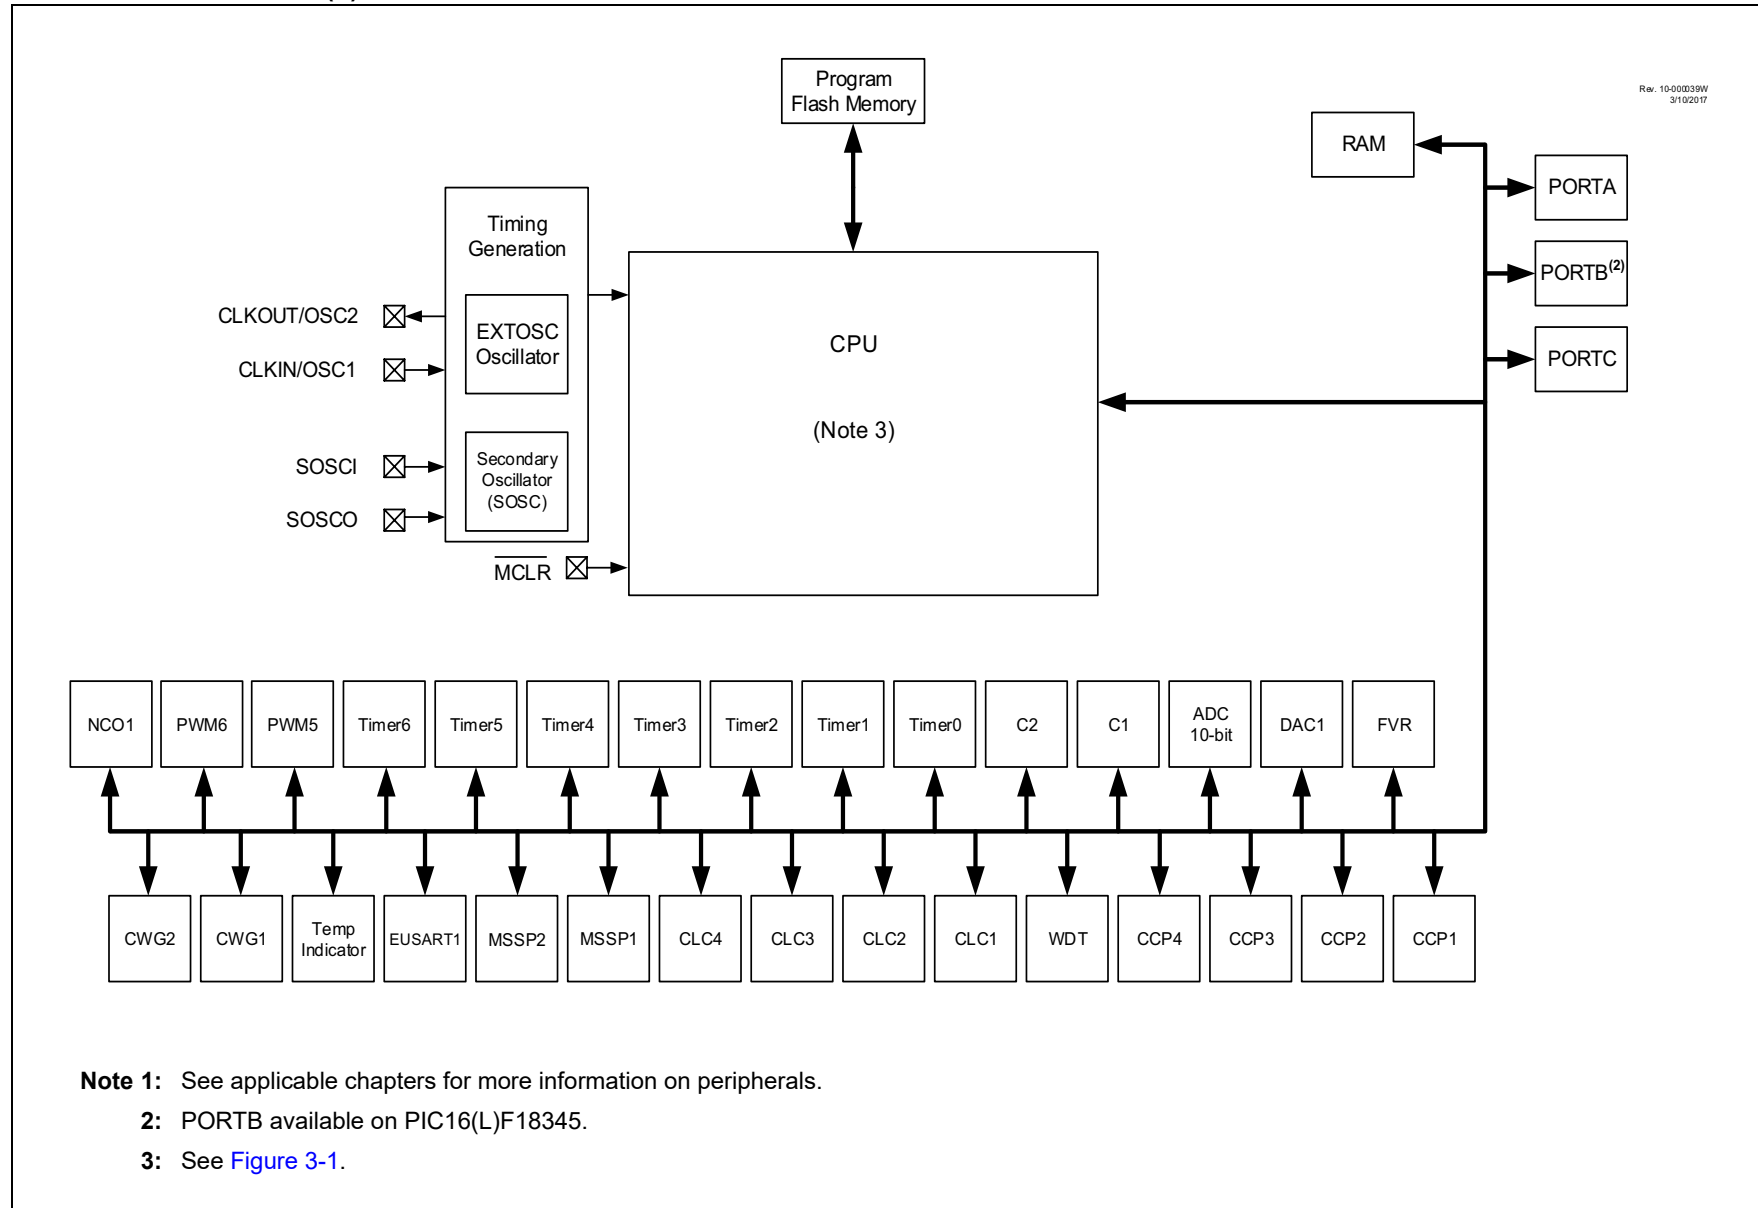 (
)
Program
Flash Memory
Rev. 10-000039W
3/10/2017
RAM
PORTA
Timing
Generation
PORTB(2)
CLKOUT/OSC2
EXTOSC
Oscillator
CPU
PORTC
CLKIN/OSC1
(Note 3)
SOSCI
Secondary
Oscillator
(SOSC)
SOSCO
MCLR
NCO1 PWM6 PWM5 Timer6 Timer5 Timer4 Timer3 Timer2 Timer1 Timer0 C2 C1 ADC 10-bit DAC1 FVR
CWG2 CWG1 Temp Indicator EUSART1 MSSP2 MSSP1 CLC4 CLC3 CLC2 CLC1 WDT CCP4 CCP3 CCP2 CCP1
Note 1: See applicable chapters for more information on peripherals.
2: PORTB available on PIC16(L)F18345.
3: See Figure 3-1.